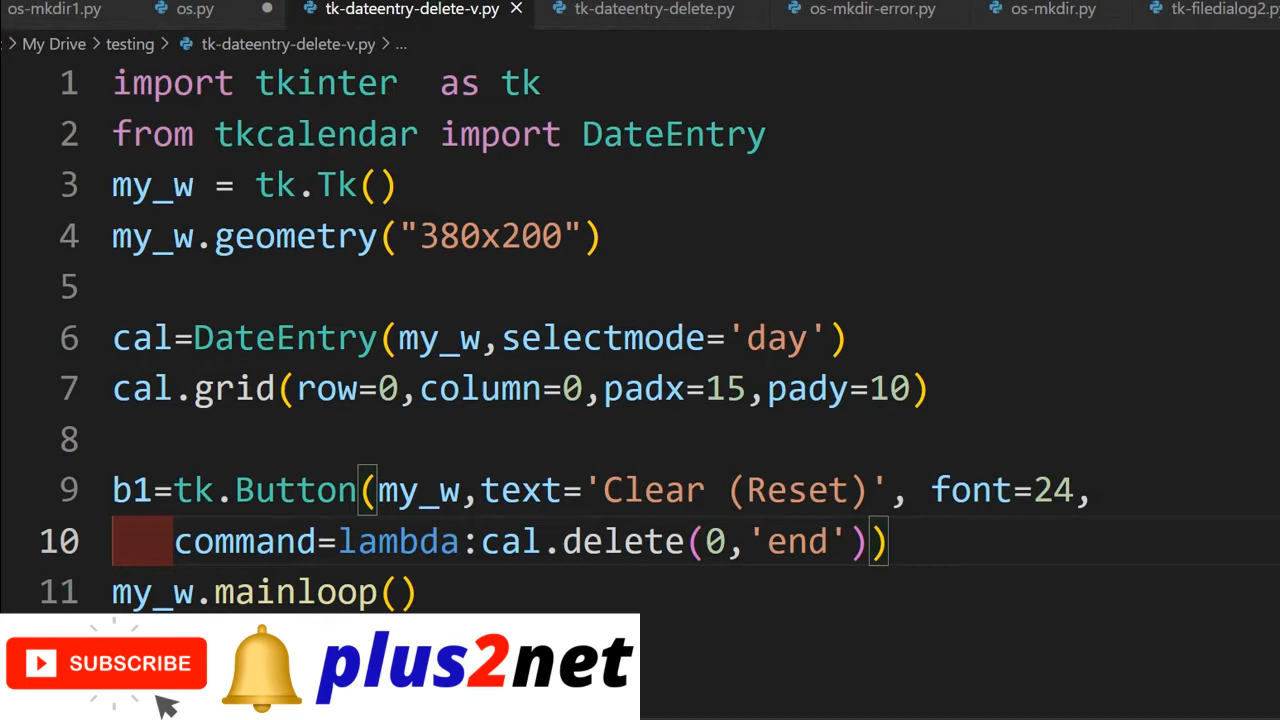 os-mkdir1.py os.py tk-dateentry-delete-v.py tk-dateentry-delete.py os-mkdir-error.py os-mkdir.py tk-filedialog2.p
> My Drive > testing > tk-dateentry-delete-v.py > ...
1 import tkinter  as tk
2 from tkcalendar import DateEntry
3 my_w = tk.Tk()
4 my_w.geometry("380x200")
5
6 cal=DateEntry(my_w,selectmode='day')
7 cal.grid(row=0,column=0,padx=15,pady=10)
8
9 b1=tk.Button(my_w,text='Clear (Reset)', font=24,
10    command=lambda:cal.delete(0,'end'))
11 my_w.mainloop()
SUBSCRIBE plus2net